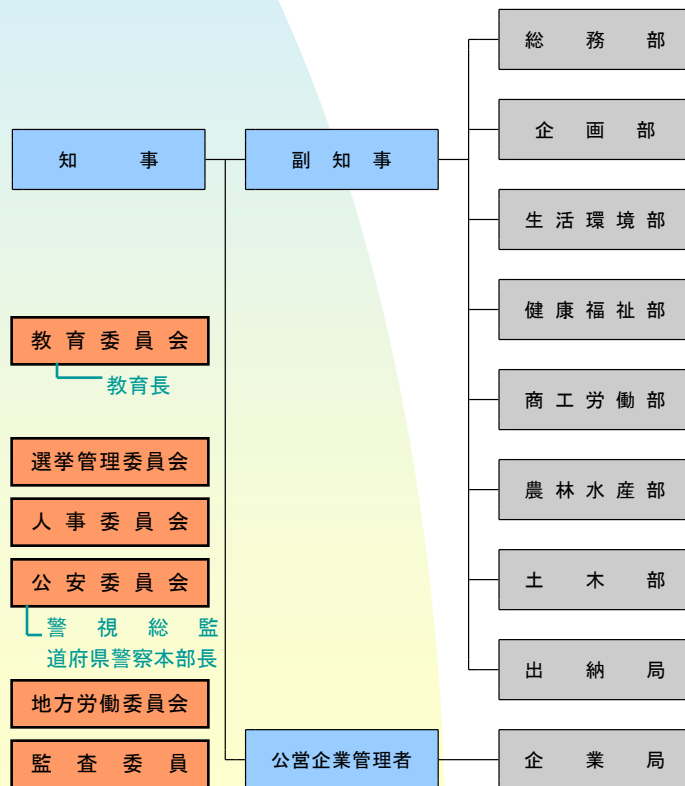 総務部
企画部
知事
副知事
生活環境部
健康福祉部
教育委員会
教育長
商工労働部
選挙管理委員会
農林水産部
人事委員会
公安委員会
土木部
警視総監
道府県警察本部長
出納局
地方労働委員会
監査委員
公営企業管理者
企業局